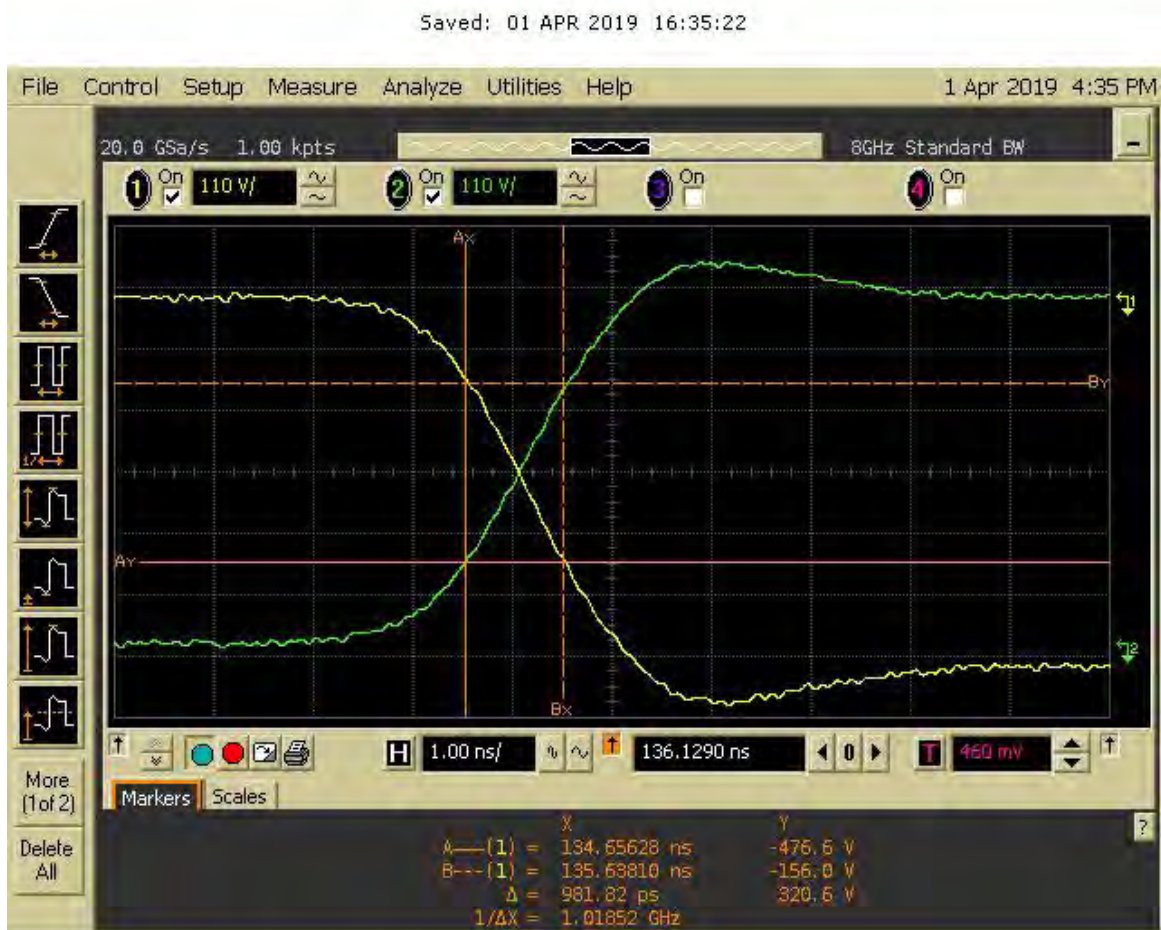 Saved: 01 APR 2019 16:35:22
File Control Setup Measure Analyze Utilities Help 1 Apr 2019 4:35 PM
20.0 GSa/s 1.00 kpts 8GHz Standard BW
1 On 110 V/ 2 On 110 V/ 3 On 4 On
Ax
1
By
Ay
2
Bx
H 1.00 ns/ 136.1290 ns 0 T 460 mV
More
(1of 2)
Markers Scales
Delete
All
X Y
A——(1) = 134.65628 ns -476.6 V
B---(1) = 135.63810 ns -156.0 V
Δ = 981.82 ps 320.6 V
1/ΔX = 1.01852 GHz
?